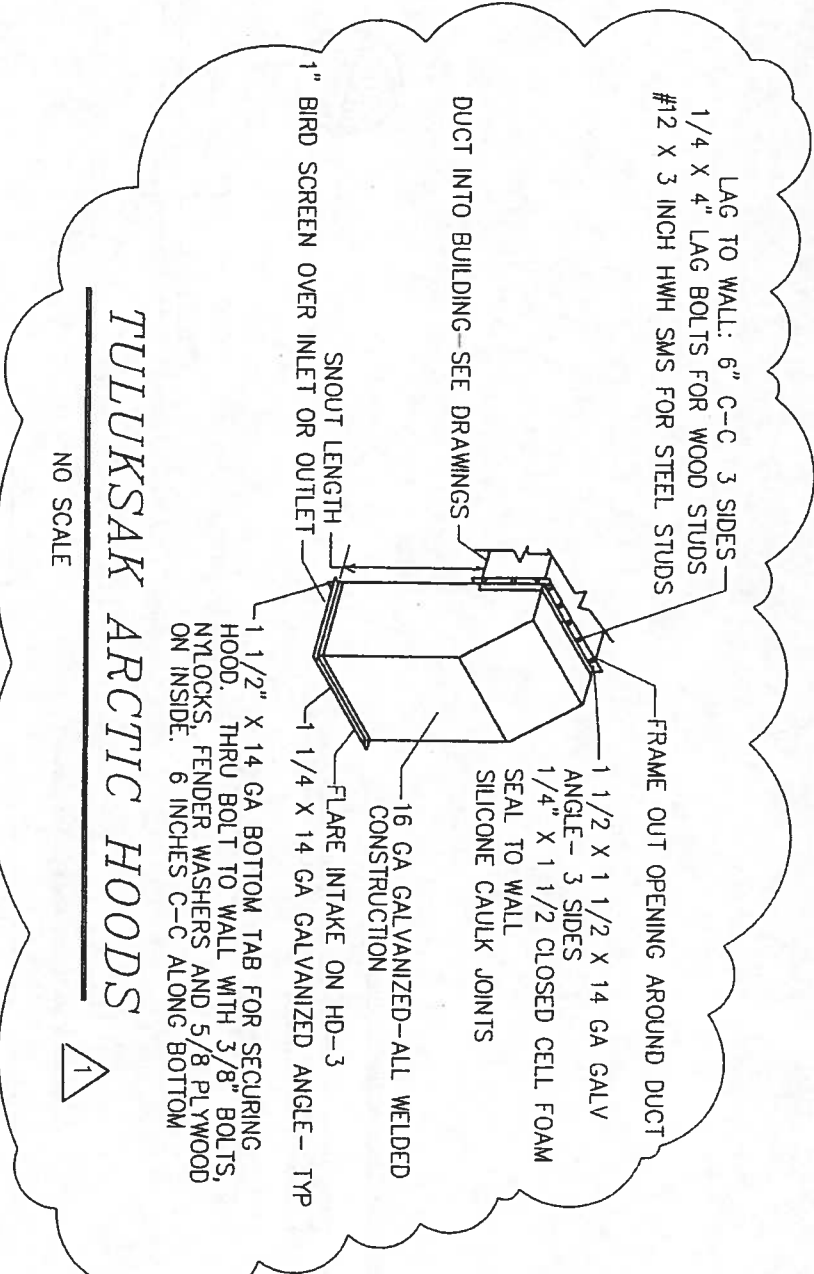 LAG TO WALL: 6" C-C 3 SIDES
1/4 X 4" LAG BOLTS FOR WOOD STUDS
#12 X 3 INCH HWH SMS FOR STEEL STUDS
DUCT INTO BUILDING-SEE DRAWINGS
SNOUT LENGTH
1" BIRD SCREEN OVER INLET OR OUTLET
FRAME OUT OPENING AROUND DUCT
1 1/2 X 1 1/2 X 14 GA GALV
ANGLE- 3 SIDES
1/4" X 1 1/2 CLOSED CELL FOAM
SEAL TO WALL
SILICONE CAULK JOINTS
16 GA GALVANIZED-ALL WELDED
CONSTRUCTION
FLARE INTAKE ON HD-3
1 1/4 X 14 GA GALVANIZED ANGLE- TYP
1 1/2" X 14 GA BOTTOM TAB FOR SECURING
HOOD. THRU BOLT TO WALL WITH 3/8" BOLTS,
NYLOCKS, FENDER WASHERS AND 5/8 PLYWOOD
ON INSIDE. 6 INCHES C-C ALONG BOTTOM
TULUKSAK ARCTIC HOODS
1
NO SCALE